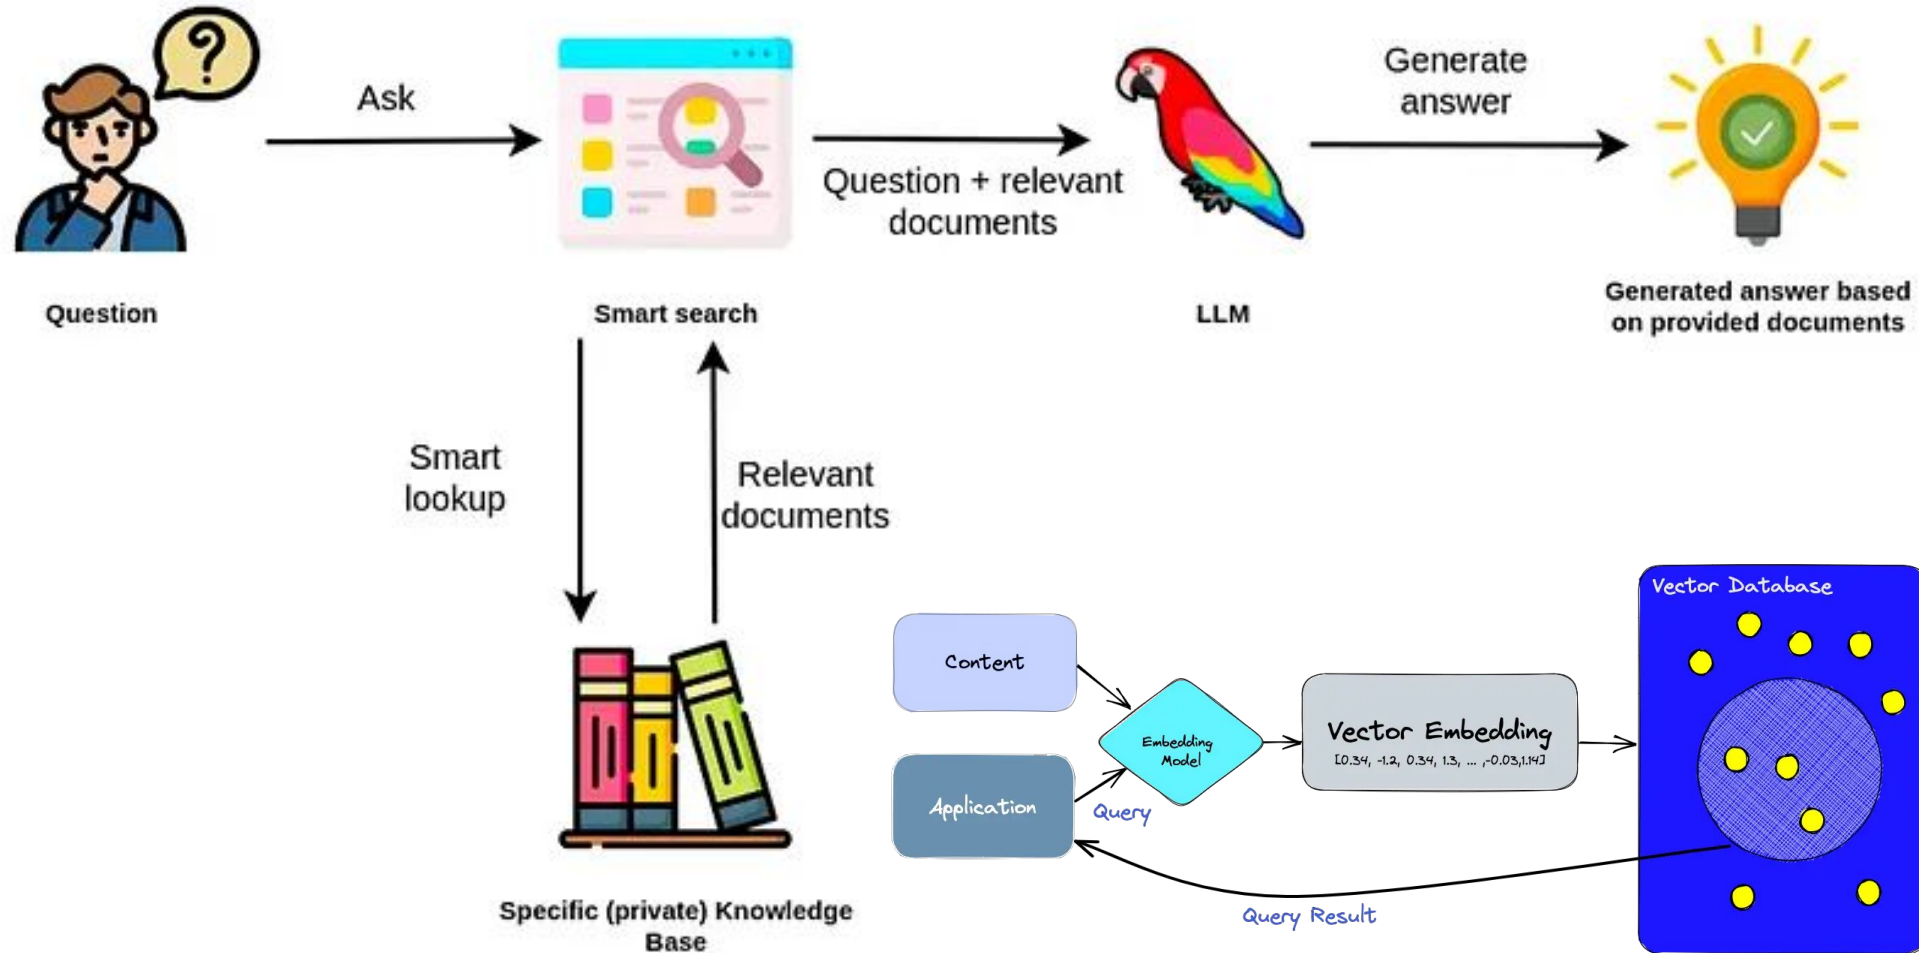 ?
Ask
Generate
answer
Question + relevant
documents
Question
Smart search
LLM
Generated answer based
on provided documents
Smart
lookup
Relevant
documents
Specific (private) Knowledge
Base
Content
Application
Query
Embedding
Model
Vector Embedding
[0.34, -1.2, 0.34, 1.3, ... ,-0.03,1.14]
Vector Database
Query Result